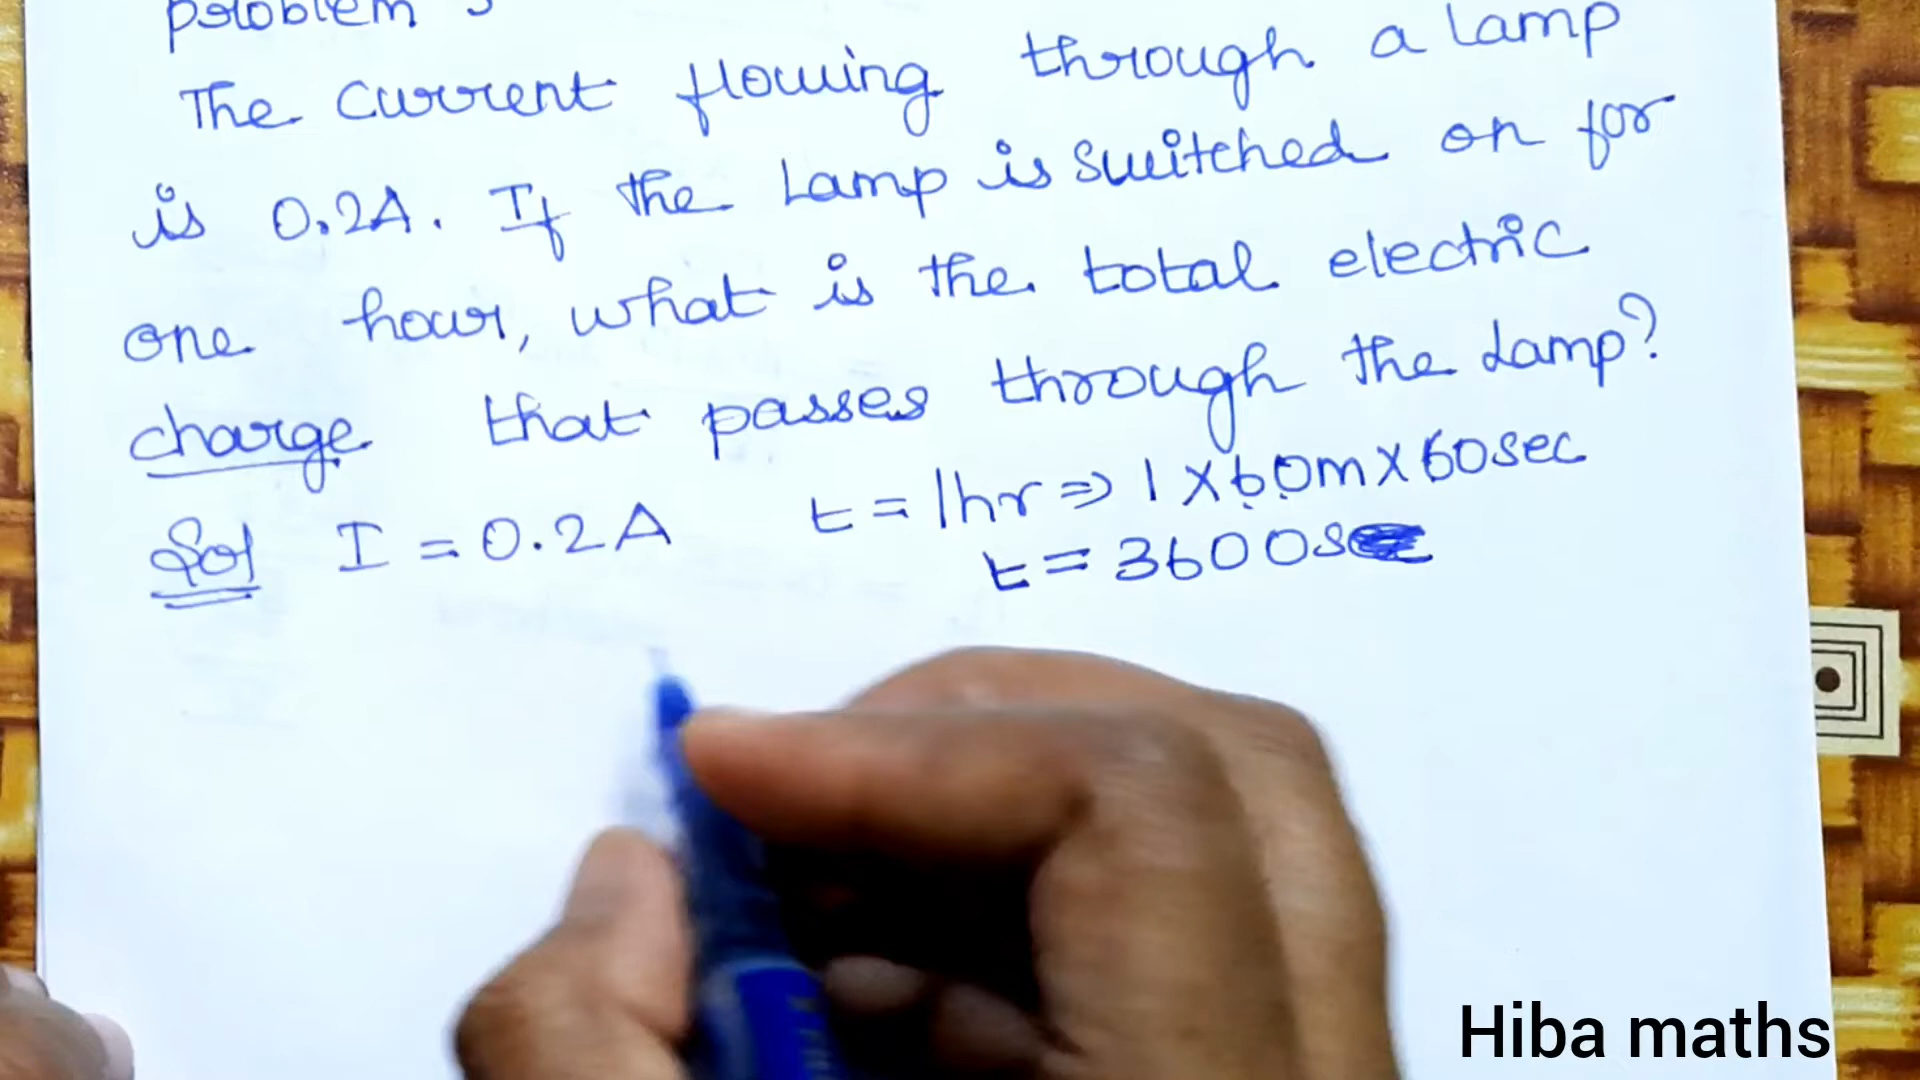 problem
The current flowing through a lamp
is 0.2A. If the Lamp is switched on for
one hour, what is the total electric
charge that passes through the Lamp?
Sol I = 0.2A t = 1hr ⇒ 1 X 60m X 60sec
t = 3600s
Hiba maths